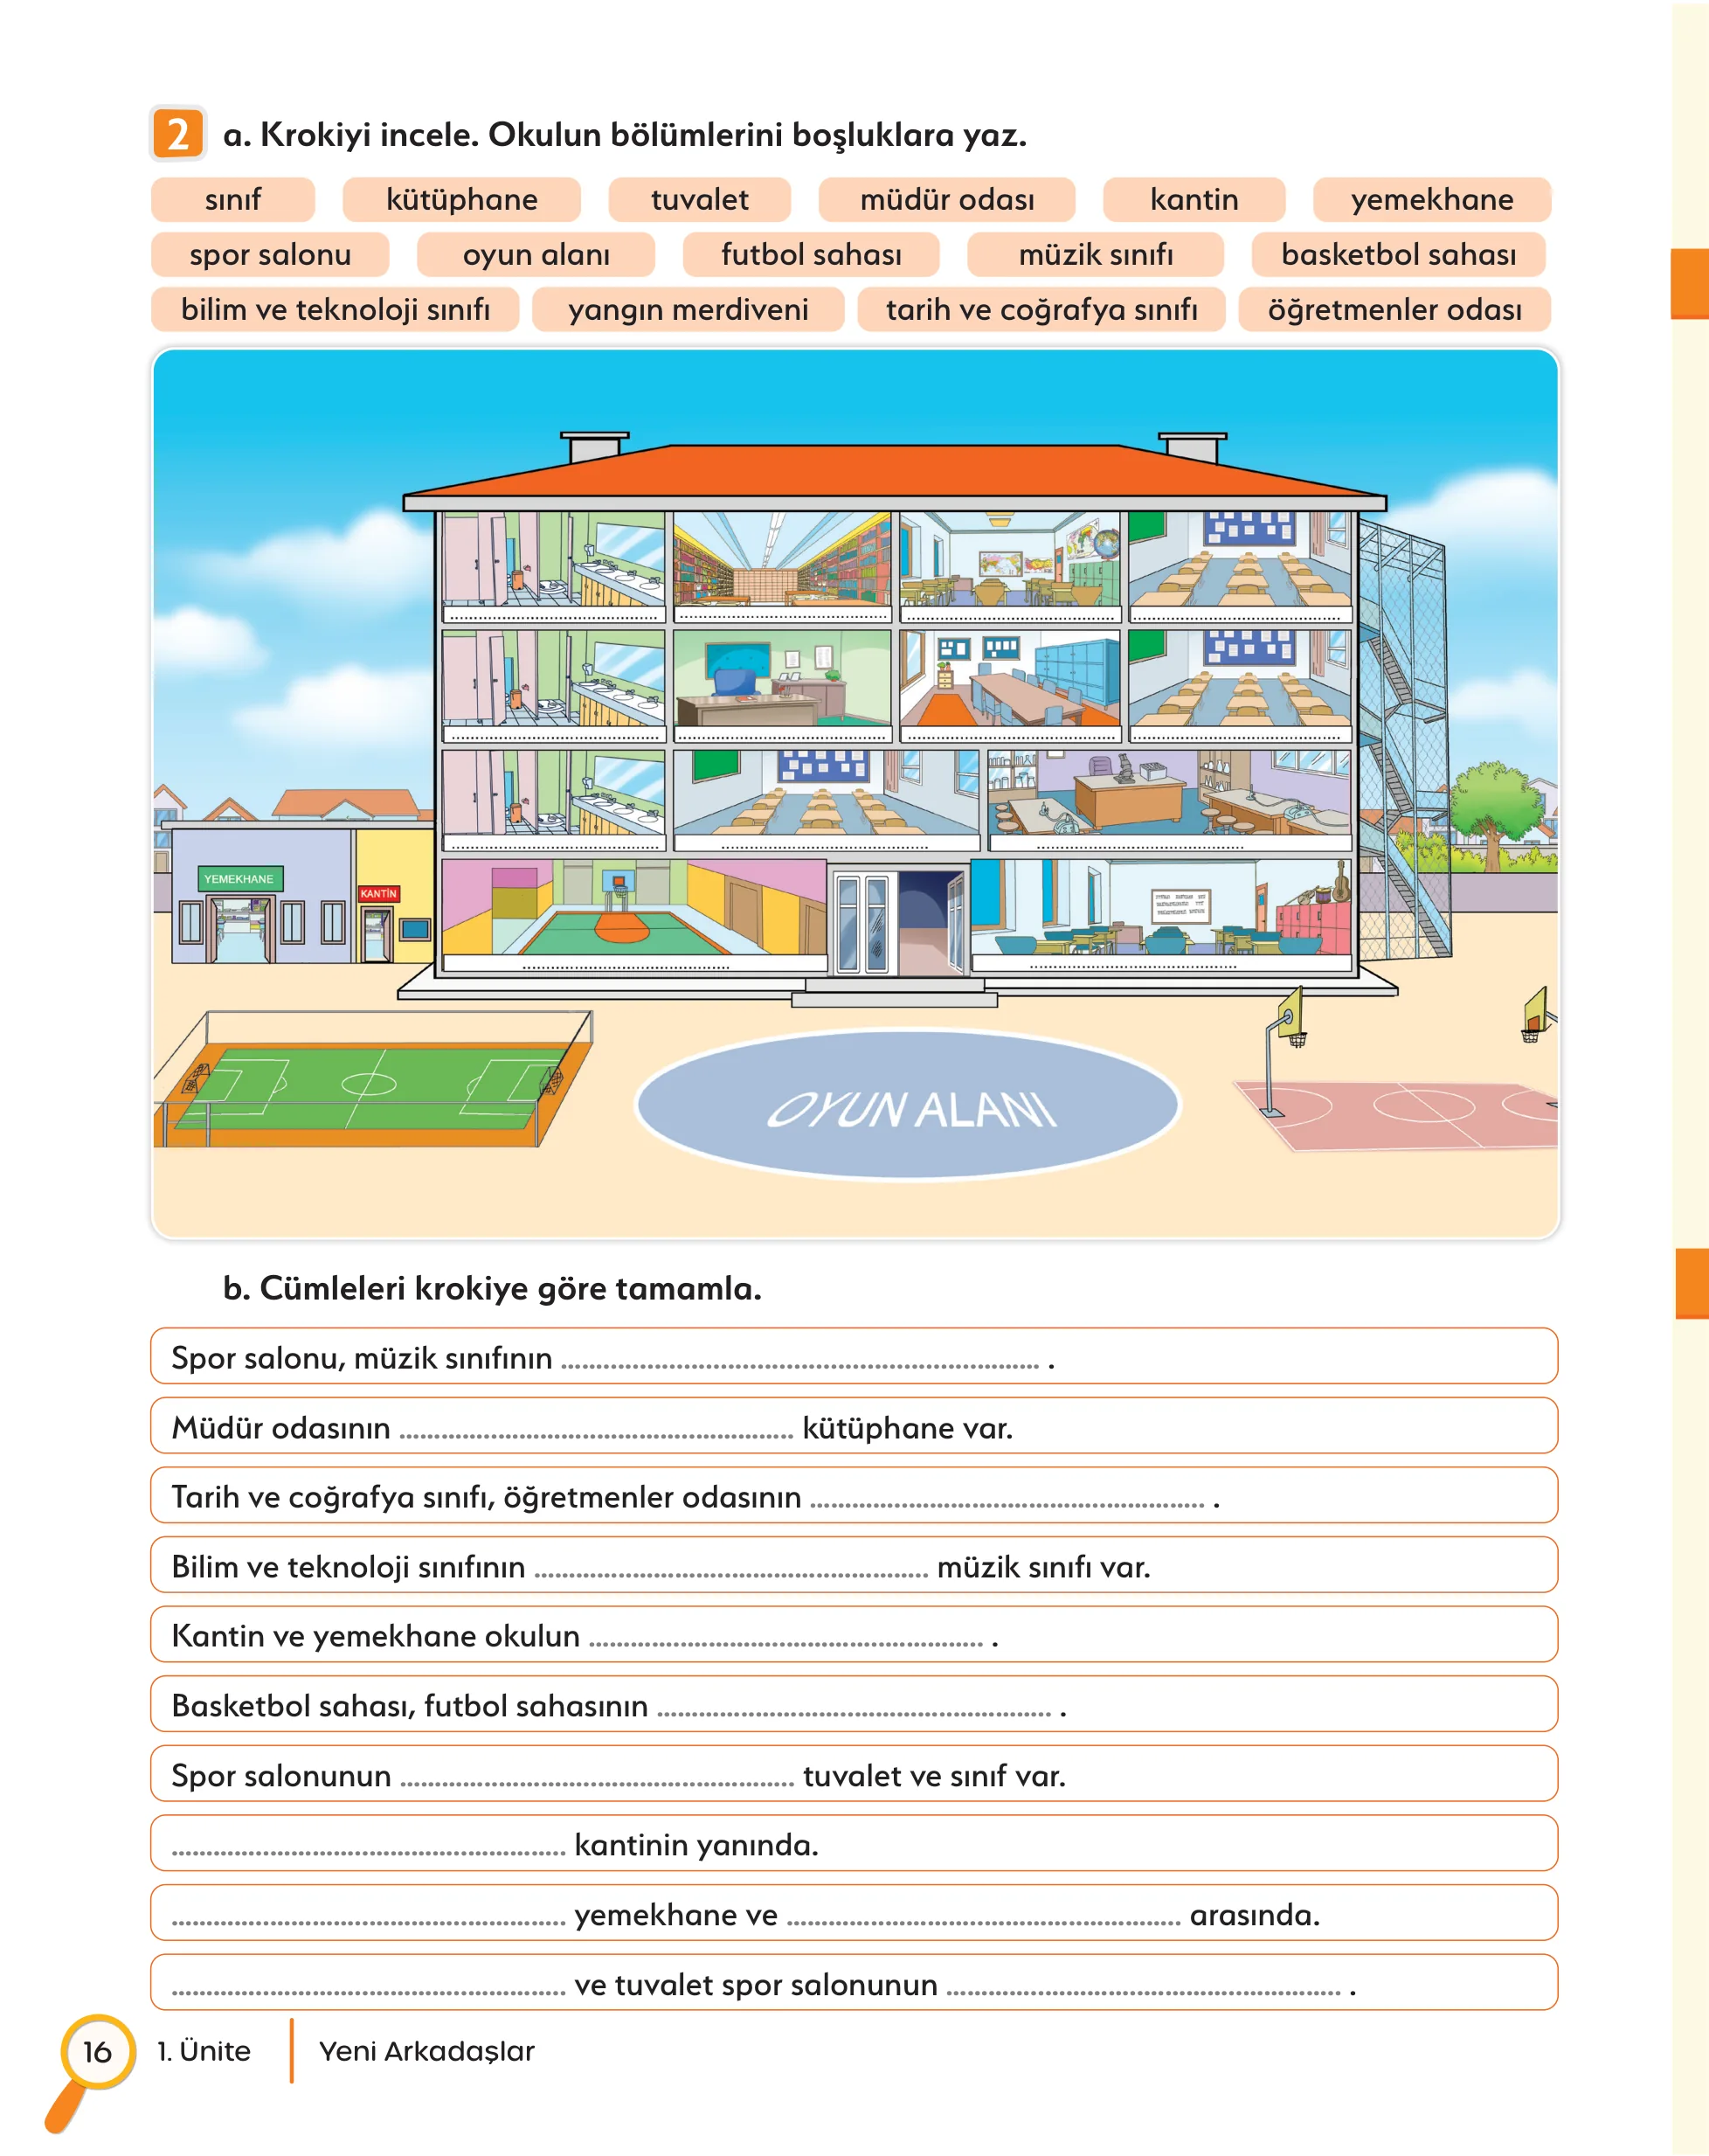 2 a. Krokiyi incele. Okulun bölümlerini boşluklara yaz.
sınıf kütüphane tuvalet müdür odası kantin yemekhane
spor salonu oyun alanı futbol sahası müzik sınıfı basketbol sahası
bilim ve teknoloji sınıfı yangın merdiveni tarih ve coğrafya sınıfı öğretmenler odası
YEMEKHANE
KANTİN
OYUN ALANI
b. Cümleleri krokiye göre tamamla.
Spor salonu, müzik sınıfının .................................................................... .
Müdür odasının ........................................................ kütüphane var.
Tarih ve coğrafya sınıfı, öğretmenler odasının ........................................................ .
Bilim ve teknoloji sınıfının ........................................................ müzik sınıfı var.
Kantin ve yemekhane okulun ........................................................ .
Basketbol sahası, futbol sahasının ........................................................ .
Spor salonunun ........................................................ tuvalet ve sınıf var.
........................................................ kantinin yanında.
........................................................ yemekhane ve ........................................................ arasında.
........................................................ ve tuvalet spor salonunun ........................................................ .
16 1. Ünite Yeni Arkadaşlar